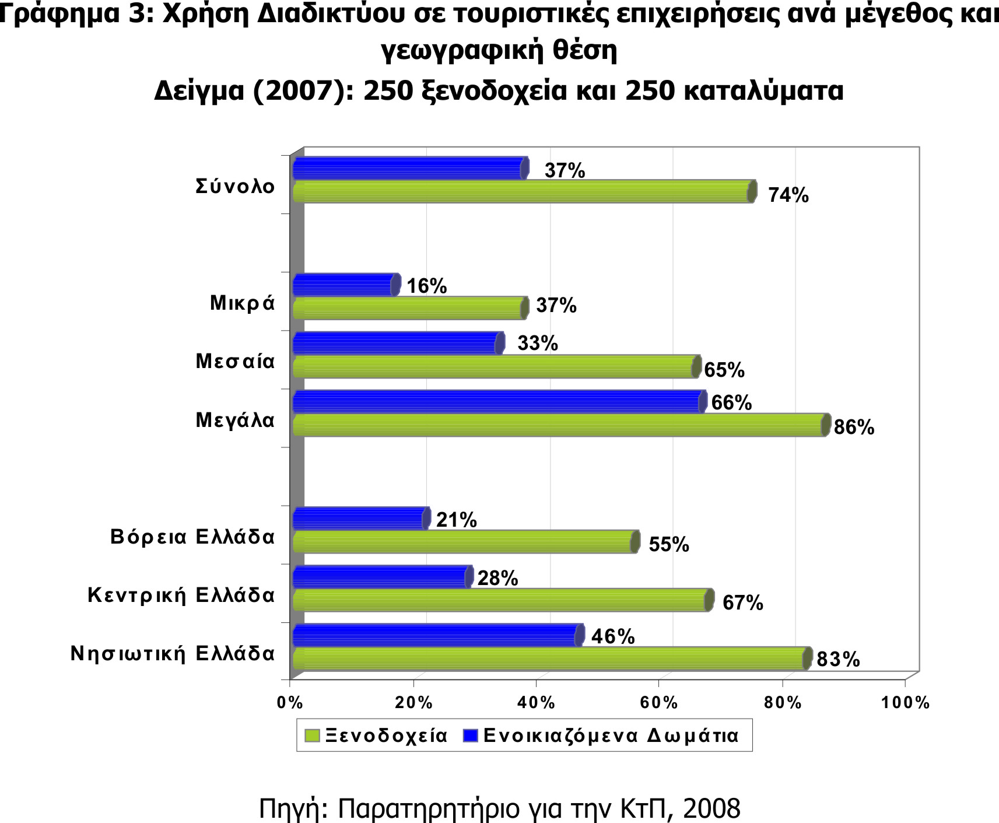 Γράφημα 3: Χρήση Διαδικτύου σε τουριστικές επιχειρήσεις ανά μέγεθος και
γεωγραφική θέση
Δείγμα (2007): 250 ξενοδοχεία και 250 καταλύματα
37%
Σύνολο
74%
16%
Μικρά
37%
33%
Μεσαία
65%
66%
Μεγάλα
86%
21%
Βόρεια Ελλάδα
55%
28%
Κεντρική Ελλάδα
67%
46%
Νησιωτική Ελλάδα
83%
0% 20% 40% 60% 80% 100%
Ξενοδοχεία Ενοικιαζόμενα Δωμάτια
Πηγή: Παρατηρητήριο για την ΚτΠ, 2008